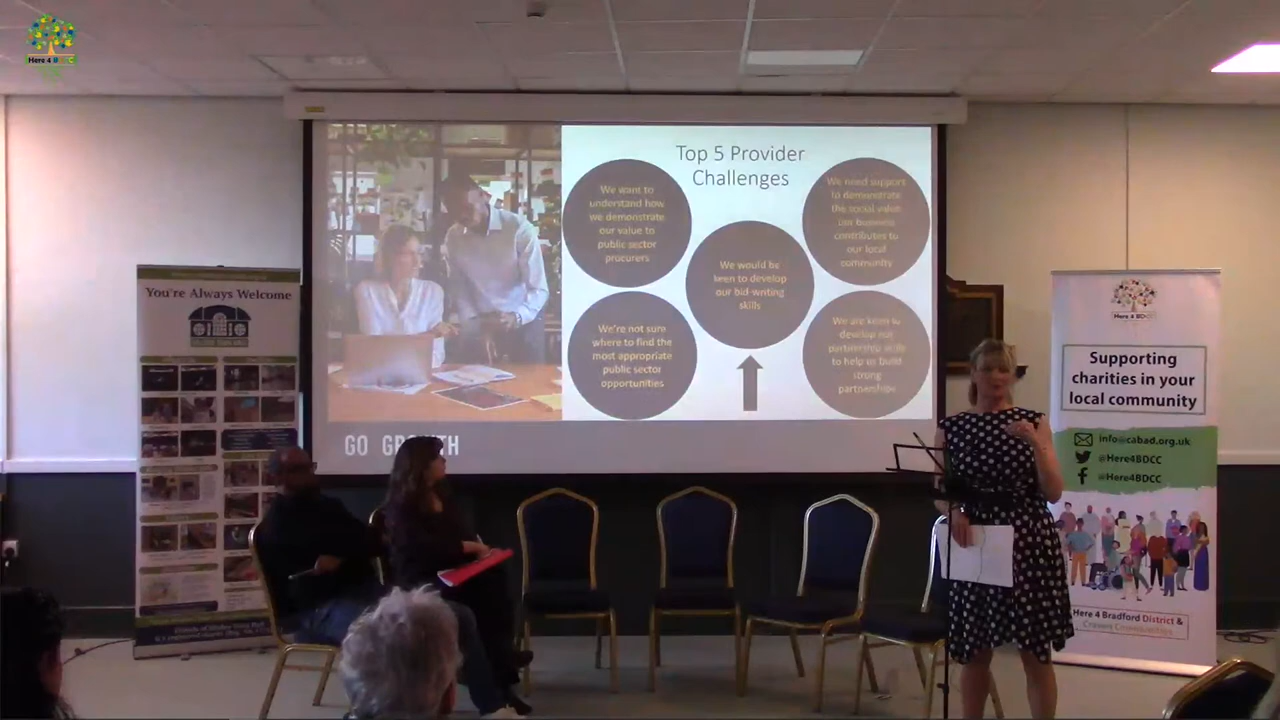 Here 4 BDCC
Top 5 Provider
Challenges
We want to
understand how
we demonstrate
our value to
public sector
procurers
We need support
to demonstrate
the social value
our business
contributes to
our local
community
We would be
keen to develop
our bid-writing
skills
We're not sure
where to find the
most appropriate
public sector
opportunities
We are keen to
develop our
partnership skills
to help us build
strong
partnerships
GO GROWTH
You're Always Welcome
Here 4 BDCC
Supporting
charities in your
local community
info@cabad.org.uk
@Here4BDCC
@Here4BDCC
Here 4 Bradford District &
Craven Communities